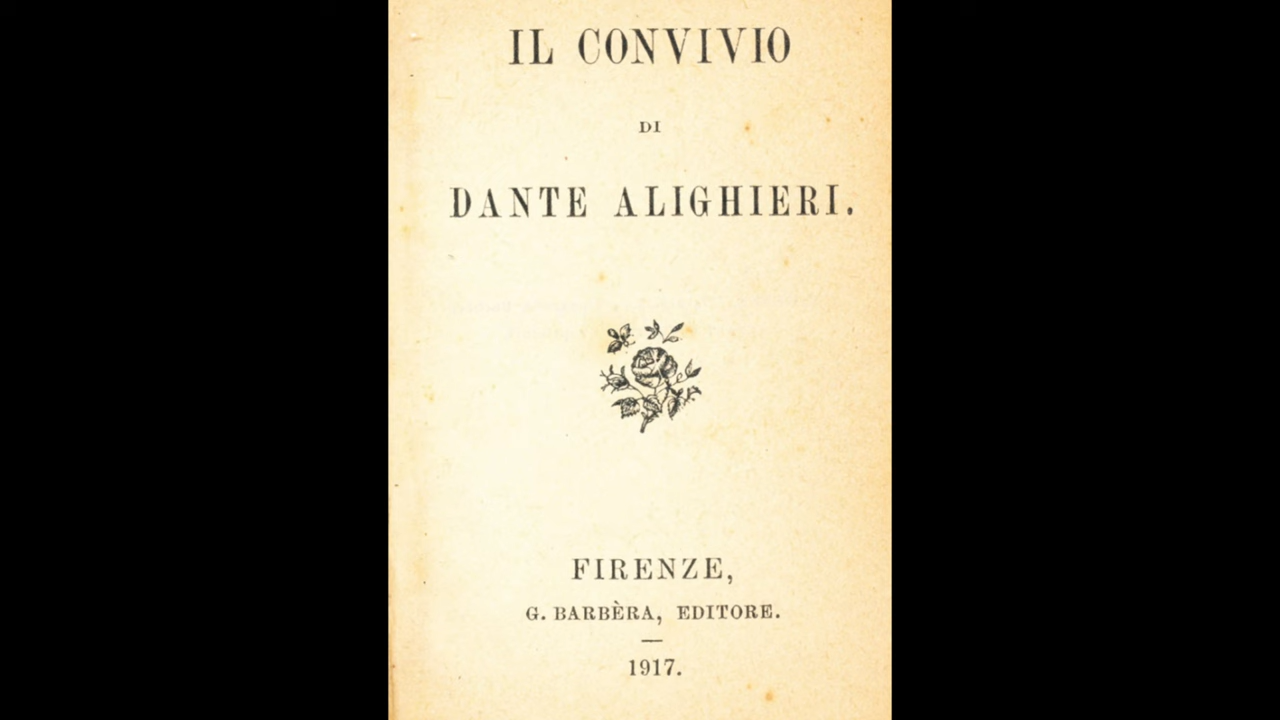 IL CONVIVIO
DI
DANTE ALIGHIERI.
FIRENZE,
G. BARBÈRA, EDITORE.
1917.